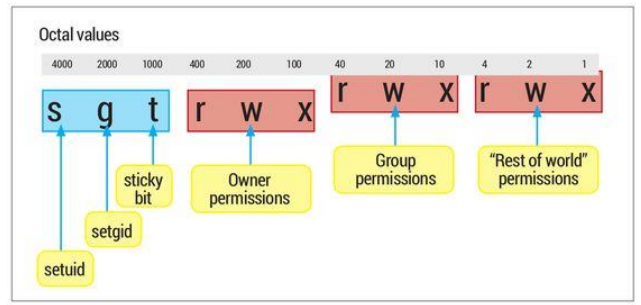 Octal values
4000 2000 1000 400 200 100 40 20 10 4 2 1
s g t r w x r w x r w x
sticky
bit
setgid
setuid
Owner
permissions
Group
permissions
"Rest of world"
permissions